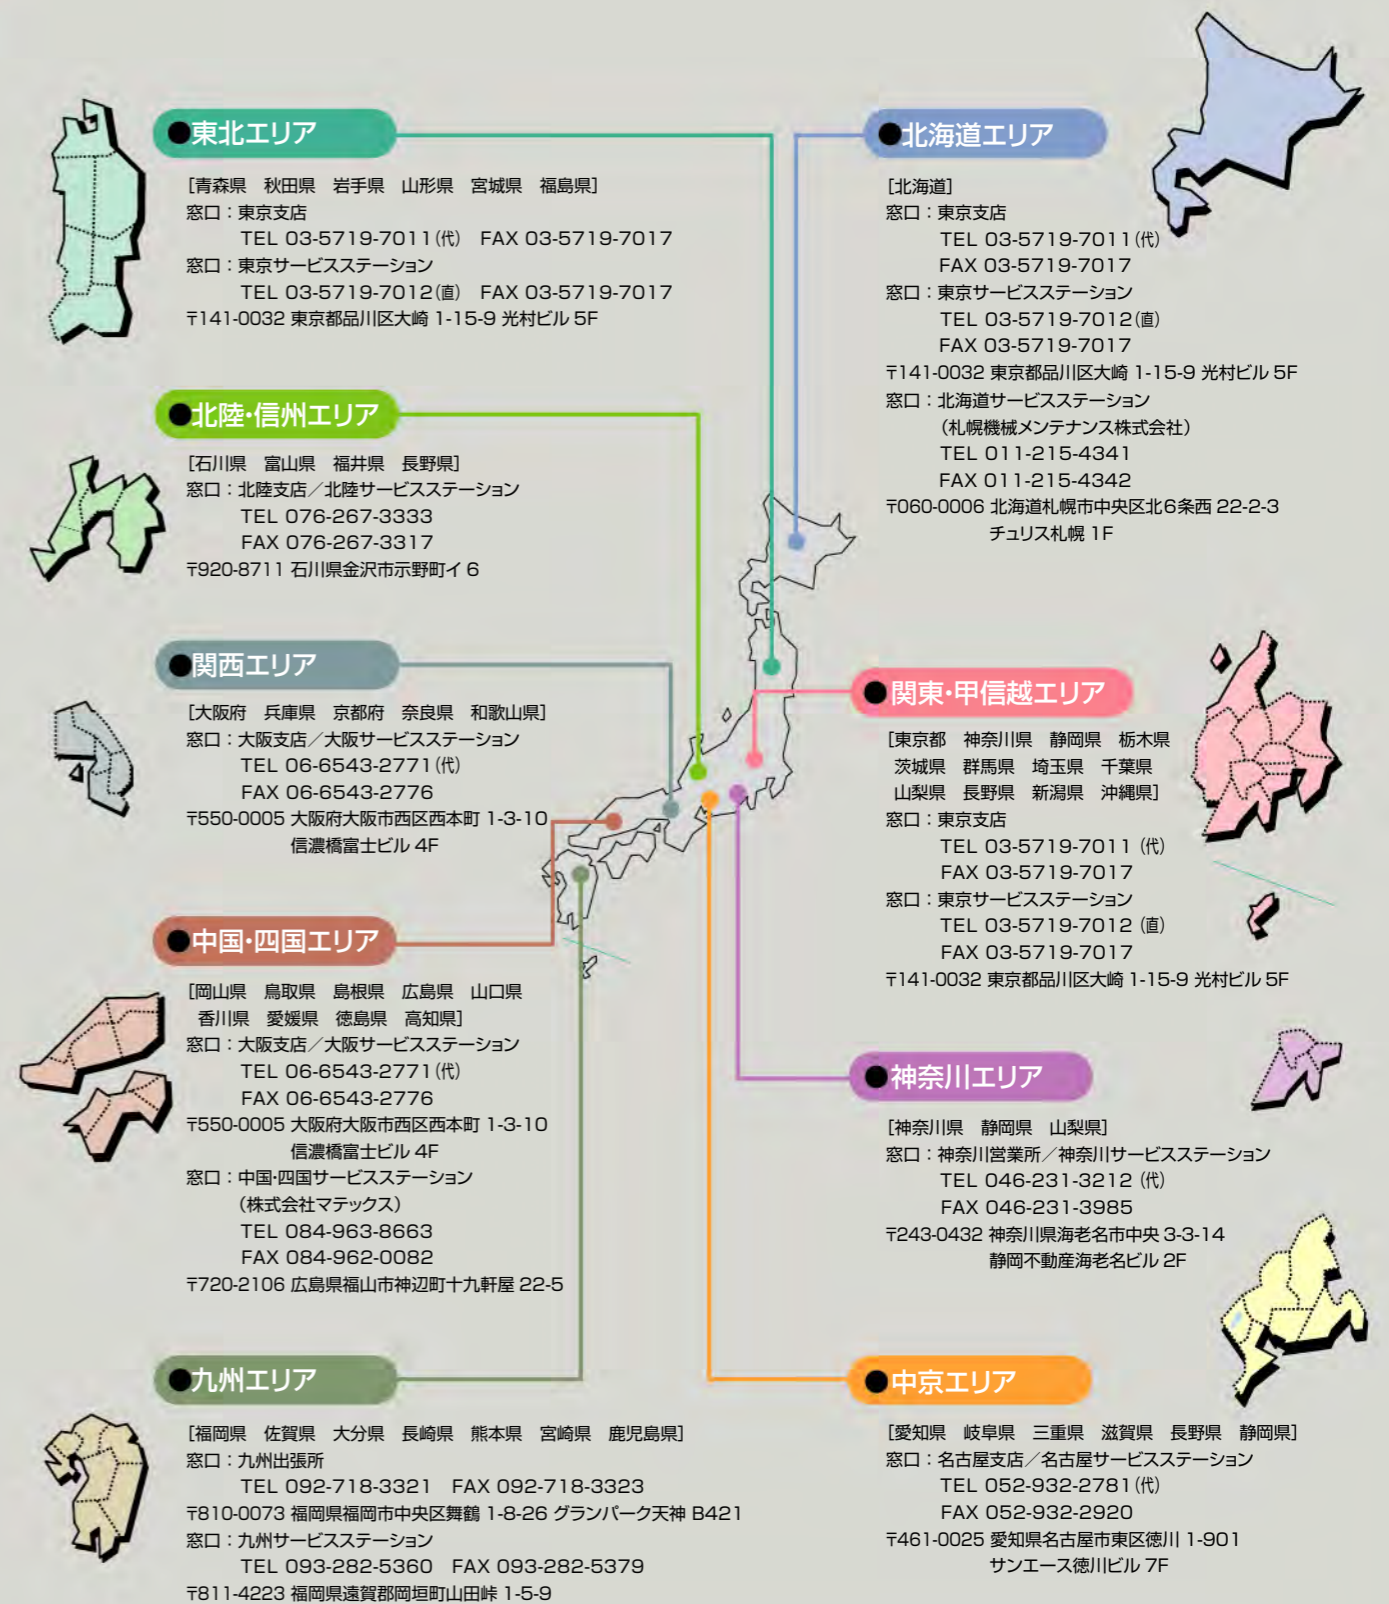 ●東北エリア
[青森県　秋田県　岩手県　山形県　宮城県　福島県]
窓口：東京支店
TEL 03-5719-7011(代)　FAX 03-5719-7017
窓口：東京サービスステーション
TEL 03-5719-7012(直)　FAX 03-5719-7017
〒141-0032 東京都品川区大崎 1-15-9 光村ビル 5F
●北陸・信州エリア
[石川県　富山県　福井県　長野県]
窓口：北陸支店／北陸サービスステーション
TEL 076-267-3333
FAX 076-267-3317
〒920-8711 石川県金沢市示野町イ 6
●関西エリア
[大阪府　兵庫県　京都府　奈良県　和歌山県]
窓口：大阪支店／大阪サービスステーション
TEL 06-6543-2771(代)
FAX 06-6543-2776
〒550-0005 大阪府大阪市西区西本町 1-3-10
信濃橋富士ビル 4F
●中国・四国エリア
[岡山県　鳥取県　島根県　広島県　山口県
香川県　愛媛県　徳島県　高知県]
窓口：大阪支店／大阪サービスステーション
TEL 06-6543-2771(代)
FAX 06-6543-2776
〒550-0005 大阪府大阪市西区西本町 1-3-10
信濃橋富士ビル 4F
窓口：中国・四国サービスステーション
（株式会社マテックス）
TEL 084-963-8663
FAX 084-962-0082
〒720-2106 広島県福山市神辺町十九軒屋 22-5
●九州エリア
[福岡県　佐賀県　大分県　長崎県　熊本県　宮崎県　鹿児島県]
窓口：九州出張所
TEL 092-718-3321　FAX 092-718-3323
〒810-0073 福岡県福岡市中央区舞鶴 1-8-26 グランパーク天神 B421
窓口：九州サービスステーション
TEL 093-282-5360　FAX 093-282-5379
〒811-4223 福岡県遠賀郡岡垣町山田峠 1-5-9
●北海道エリア
[北海道]
窓口：東京支店
TEL 03-5719-7011(代)
FAX 03-5719-7017
窓口：東京サービスステーション
TEL 03-5719-7012(直)
FAX 03-5719-7017
〒141-0032 東京都品川区大崎 1-15-9 光村ビル 5F
窓口：北海道サービスステーション
（札幌機械メンテナンス株式会社）
TEL 011-215-4341
FAX 011-215-4342
〒060-0006 北海道札幌市中央区北6条西 22-2-3
チュリス札幌 1F
●関東・甲信越エリア
[東京都　神奈川県　静岡県　栃木県
茨城県　群馬県　埼玉県　千葉県
山梨県　長野県　新潟県　沖縄県]
窓口：東京支店
TEL 03-5719-7011 (代)
FAX 03-5719-7017
窓口：東京サービスステーション
TEL 03-5719-7012 (直)
FAX 03-5719-7017
〒141-0032 東京都品川区大崎 1-15-9 光村ビル 5F
●神奈川エリア
[神奈川県　静岡県　山梨県]
窓口：神奈川営業所／神奈川サービスステーション
TEL 046-231-3212 (代)
FAX 046-231-3985
〒243-0432 神奈川県海老名市中央 3-3-14
静岡不動産海老名ビル 2F
●中京エリア
[愛知県　岐阜県　三重県　滋賀県　長野県　静岡県]
窓口：名古屋支店／名古屋サービスステーション
TEL 052-932-2781(代)
FAX 052-932-2920
〒461-0025 愛知県名古屋市東区徳川 1-901
サンエース徳川ビル 7F